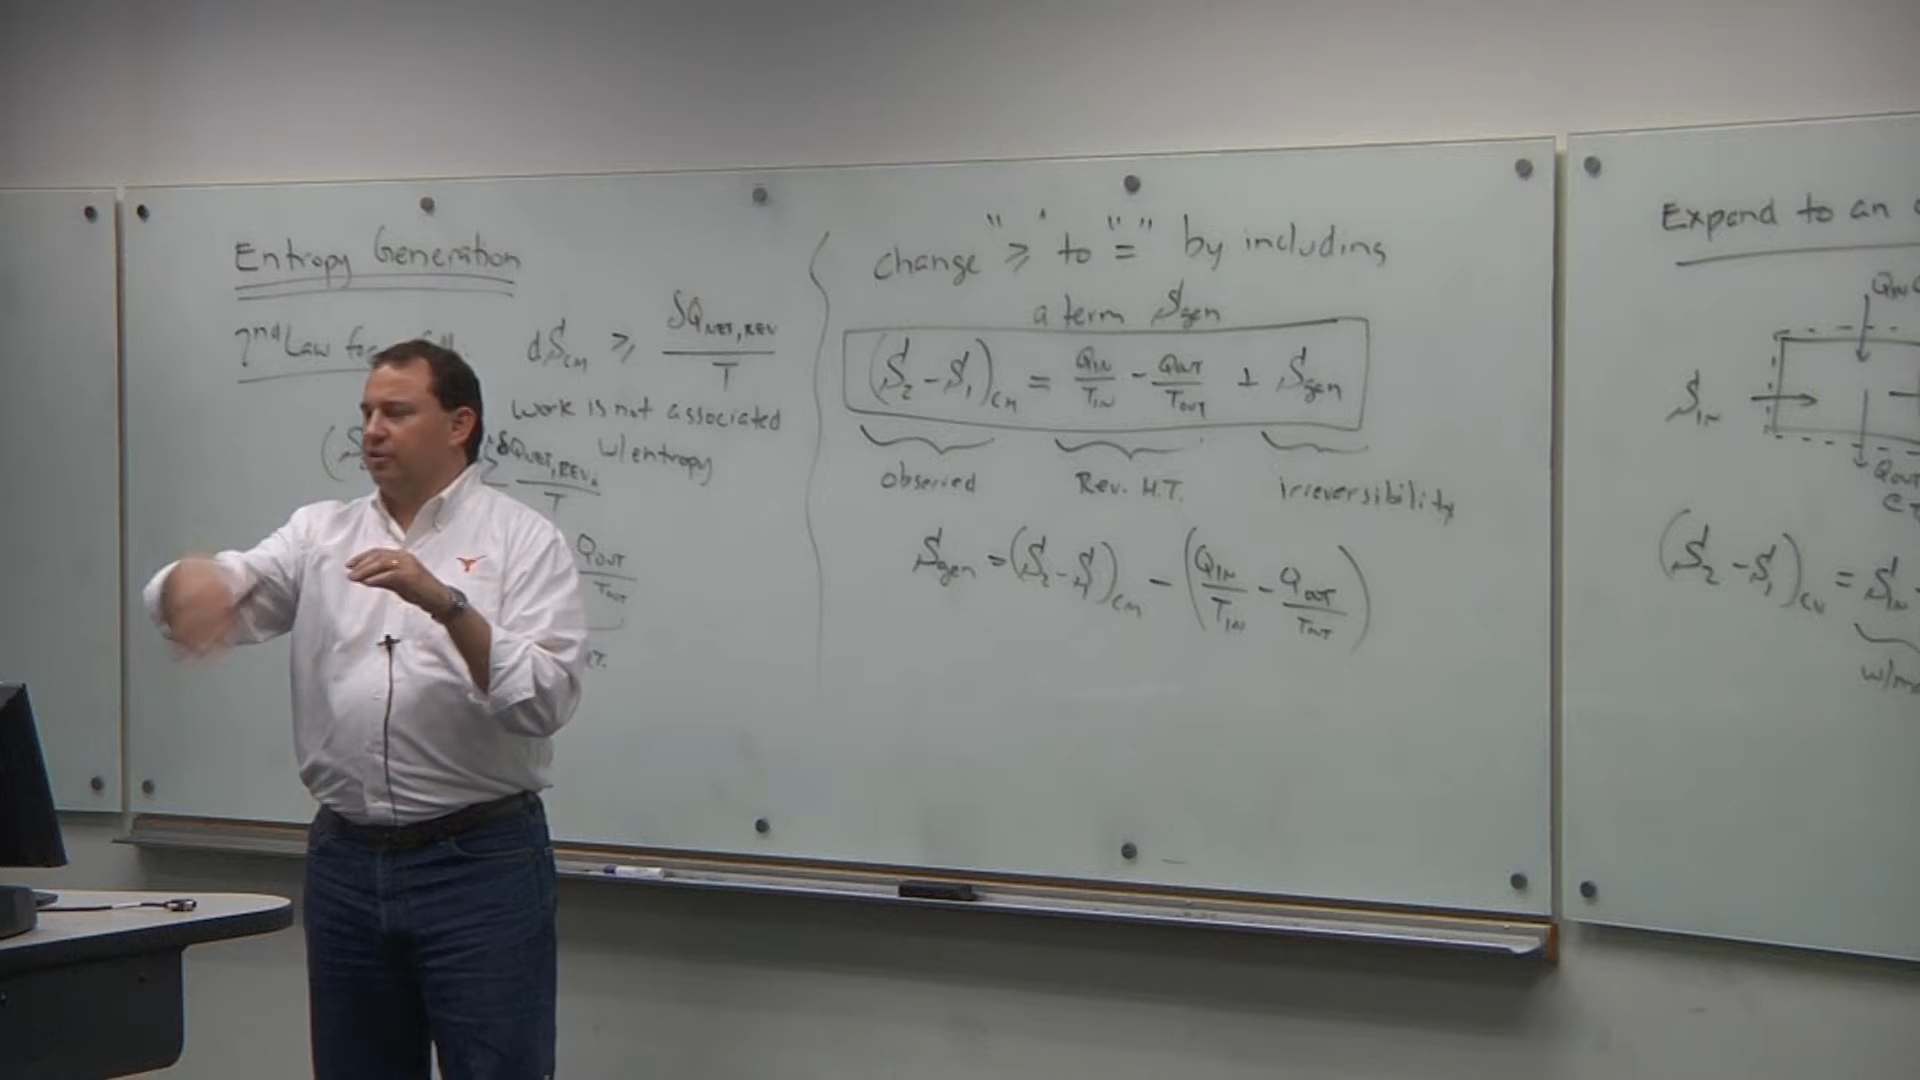 Entropy Generation
2nd Law for
dS_CM ≥ δQ_NET,REV / T
work is not associated
w/entropy
δQ_NET,REV / T
Q_OUT / T_OUT
change "≥" to "=" by including
a term S_gen
(S_2 - S_1)_CM = Q_IN/T_IN - Q_OUT/T_OUT + S_gen
observed Rev. H.T. irreversibility
S_gen = (S_2 - S_1)_CM - (Q_IN/T_IN - Q_OUT/T_OUT)
Expand to an
Q_IN
S_IN
Q_OUT
(S_2 - S_1)_CV = S_IN